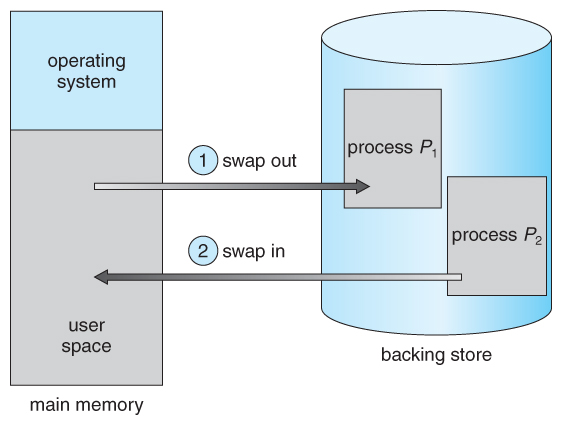 operating
system
1 swap out
process P₁
process P₂
2 swap in
user
space
backing store
main memory